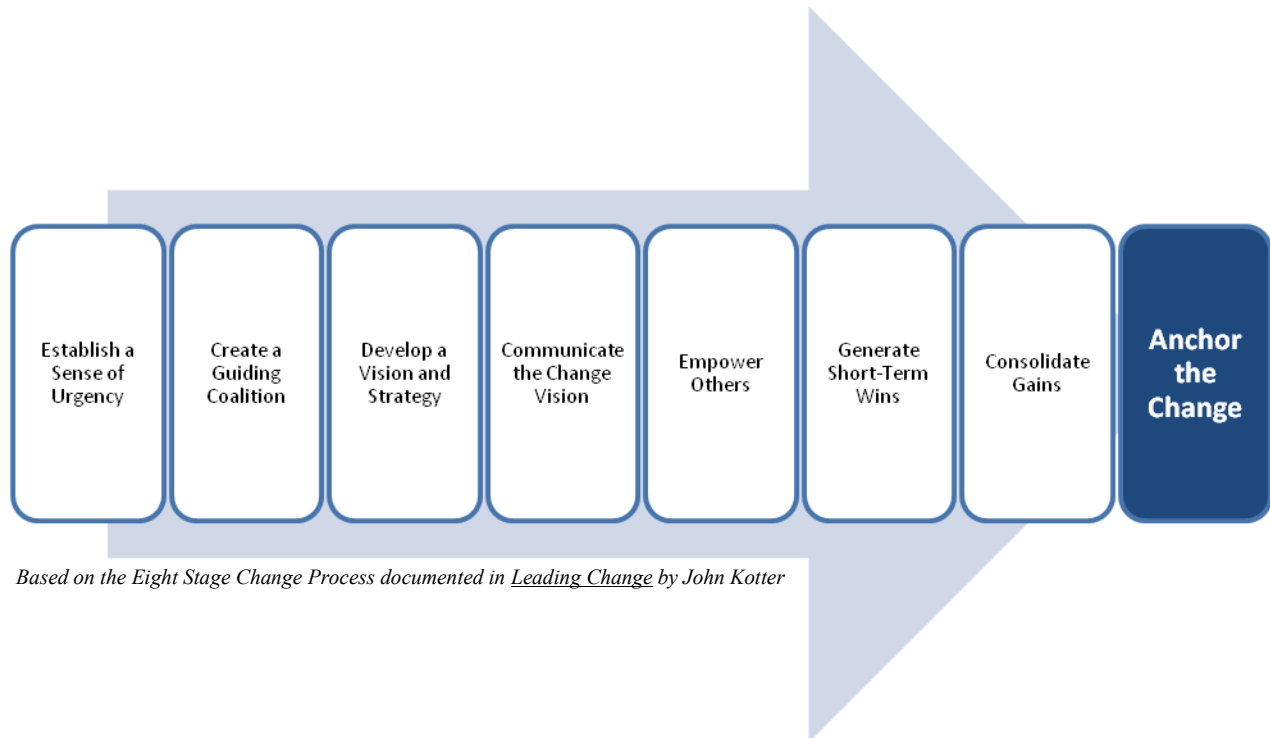 Establish a
Sense of
Urgency
Create a
Guiding
Coalition
Develop a
Vision and
Strategy
Communicate
the Change
Vision
Empower
Others
Generate
Short-Term
Wins
Consolidate
Gains
Anchor
the
Change
Based on the Eight Stage Change Process documented in Leading Change by John Kotter